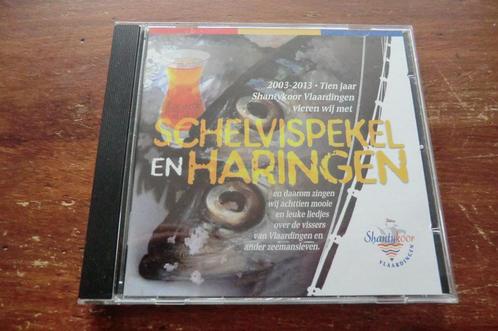 2003-2013 • Tien jaar
Shantykoor Vlaardingen
vieren wij met
SCHELVISPEKEL
EN HARINGEN
en daarom zingen
wij achttien mooie
en leuke liedjes
over de vissers
van Vlaardingen en
ander zeemansleven.
Shantykoor
VLAARDINGEN